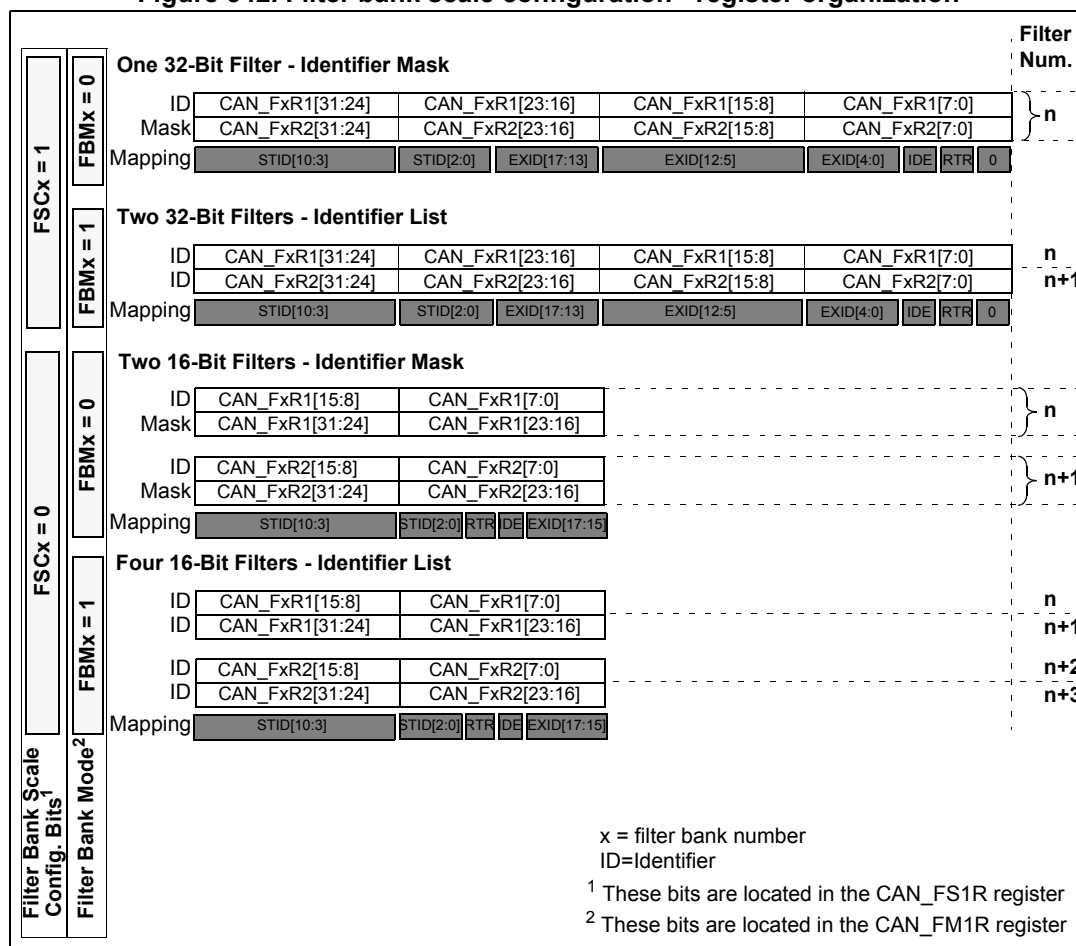 Figure 342. Filter bank scale configuration - register organization
Filter
Num.
FSCx = 1
FBMx = 0
One 32-Bit Filter - Identifier Mask
ID CAN_FxR1[31:24] CAN_FxR1[23:16] CAN_FxR1[15:8] CAN_FxR1[7:0]
Mask CAN_FxR2[31:24] CAN_FxR2[23:16] CAN_FxR2[15:8] CAN_FxR2[7:0]
n
Mapping STID[10:3] STID[2:0] EXID[17:13] EXID[12:5] EXID[4:0] IDE RTR 0
FBMx = 1
Two 32-Bit Filters - Identifier List
ID CAN_FxR1[31:24] CAN_FxR1[23:16] CAN_FxR1[15:8] CAN_FxR1[7:0] n
ID CAN_FxR2[31:24] CAN_FxR2[23:16] CAN_FxR2[15:8] CAN_FxR2[7:0] n+1
Mapping STID[10:3] STID[2:0] EXID[17:13] EXID[12:5] EXID[4:0] IDE RTR 0
FSCx = 0
FBMx = 0
Two 16-Bit Filters - Identifier Mask
ID CAN_FxR1[15:8] CAN_FxR1[7:0]
Mask CAN_FxR1[31:24] CAN_FxR1[23:16]
n
ID CAN_FxR2[15:8] CAN_FxR2[7:0]
Mask CAN_FxR2[31:24] CAN_FxR2[23:16]
n+1
Mapping STID[10:3] STID[2:0] RTR IDE EXID[17:15]
FBMx = 1
Four 16-Bit Filters - Identifier List
ID CAN_FxR1[15:8] CAN_FxR1[7:0] n
ID CAN_FxR1[31:24] CAN_FxR1[23:16] n+1
ID CAN_FxR2[15:8] CAN_FxR2[7:0] n+2
ID CAN_FxR2[31:24] CAN_FxR2[23:16] n+3
Mapping STID[10:3] STID[2:0] RTR IDE EXID[17:15]
Filter Bank Scale
Config. Bits1
Filter Bank Mode2
x = filter bank number
ID=Identifier
1 These bits are located in the CAN_FS1R register
2 These bits are located in the CAN_FM1R register